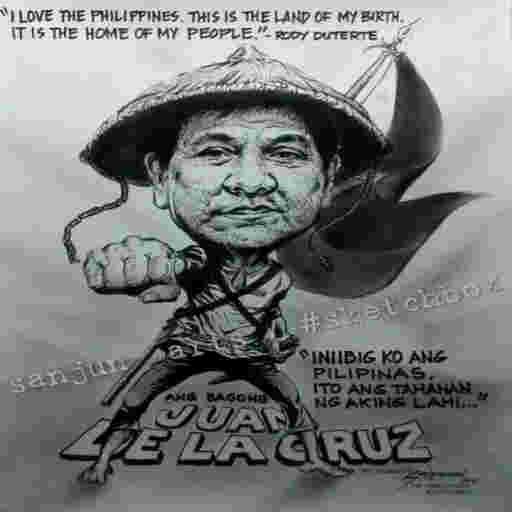 "I LOVE THE PHILIPPINES. THIS IS THE LAND OF MY BIRTH.
IT IS THE HOME OF MY PEOPLE." - RODY DUTERTE
#sketchboz
"INIIBIG KO ANG
PILIPINAS.
ITO ANG TAHANAN
NG AKING LAHI..."
ANG BAGONG
JUAN
DE LA CRUZ